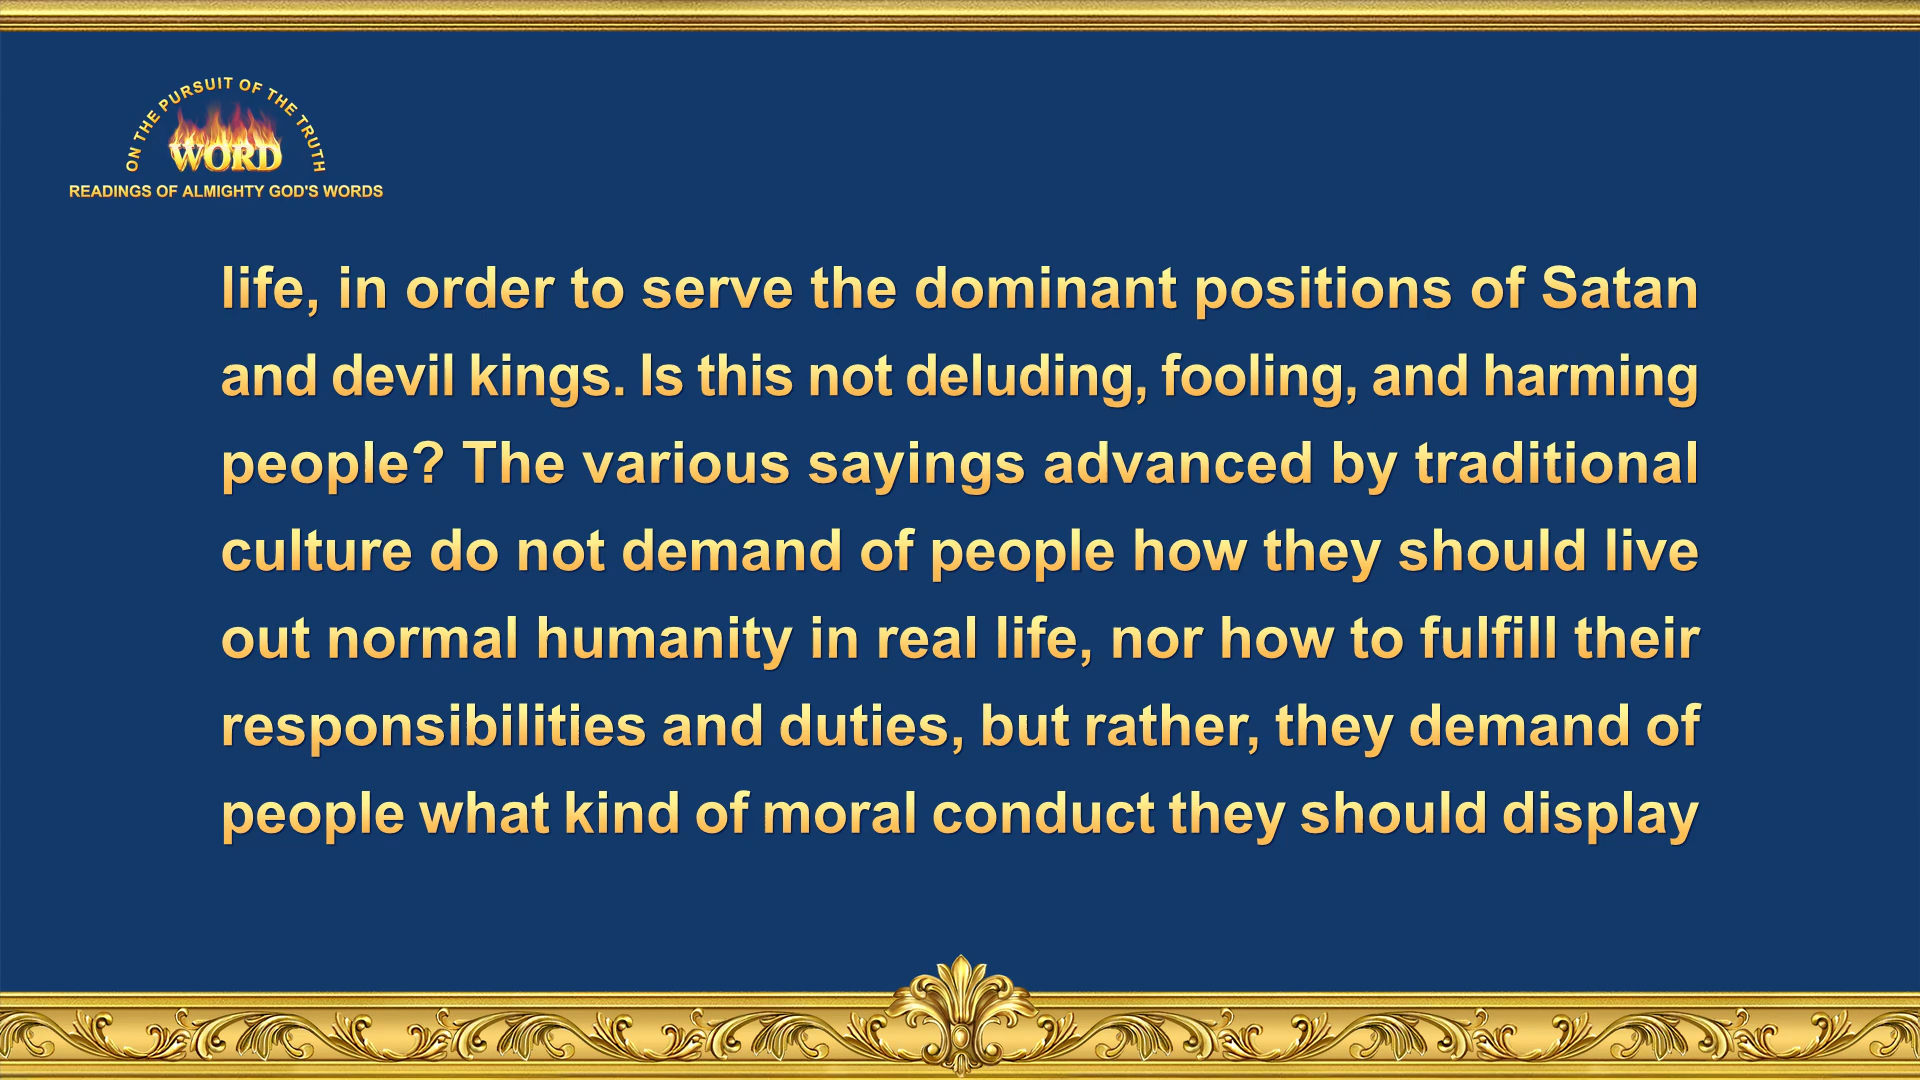 ON THE PURSUIT OF THE TRUTH
WORD
READINGS OF ALMIGHTY GOD'S WORDS
life, in order to serve the dominant positions of Satan
and devil kings. Is this not deluding, fooling, and harming
people? The various sayings advanced by traditional
culture do not demand of people how they should live
out normal humanity in real life, nor how to fulfill their
responsibilities and duties, but rather, they demand of
people what kind of moral conduct they should display